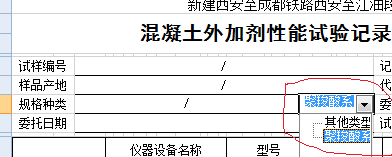 新建西安至成都铁路西安至江油段
混凝土外加剂性能试验记录
试样编号 / 记
样品产地 / 代
规格种类 / 聚羧酸系 委
其他类型
委托日期 聚羧酸系 试
仪器设备名称 型号